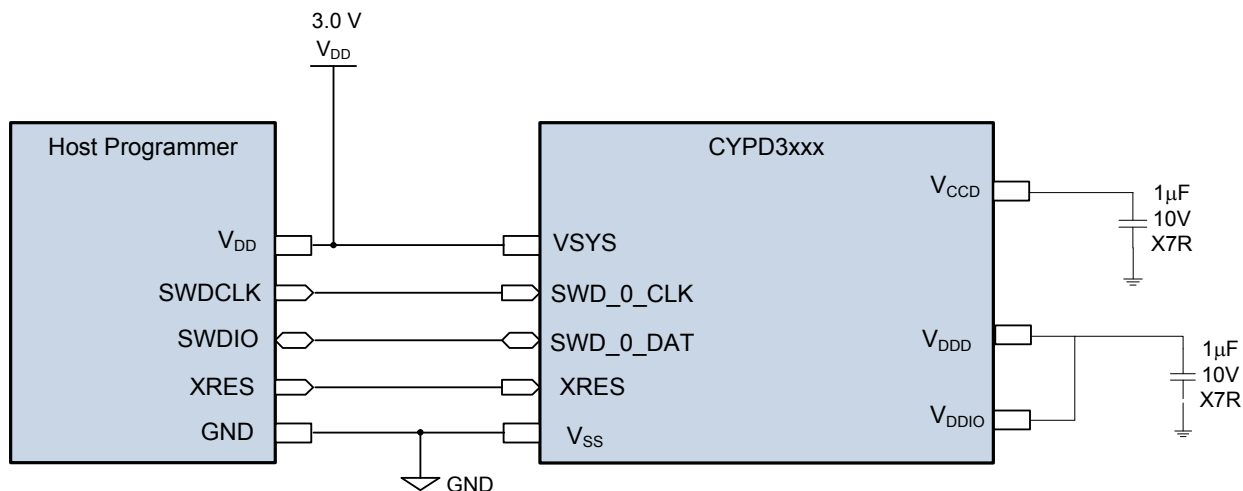 3.0 V
VDD
Host Programmer
VDD
SWDCLK
SWDIO
XRES
GND
GND
CYPD3xxx
VSYS
SWD_0_CLK
SWD_0_DAT
XRES
VSS
VCCD
VDDD
VDDIO
1µF
10V
X7R
1µF
10V
X7R